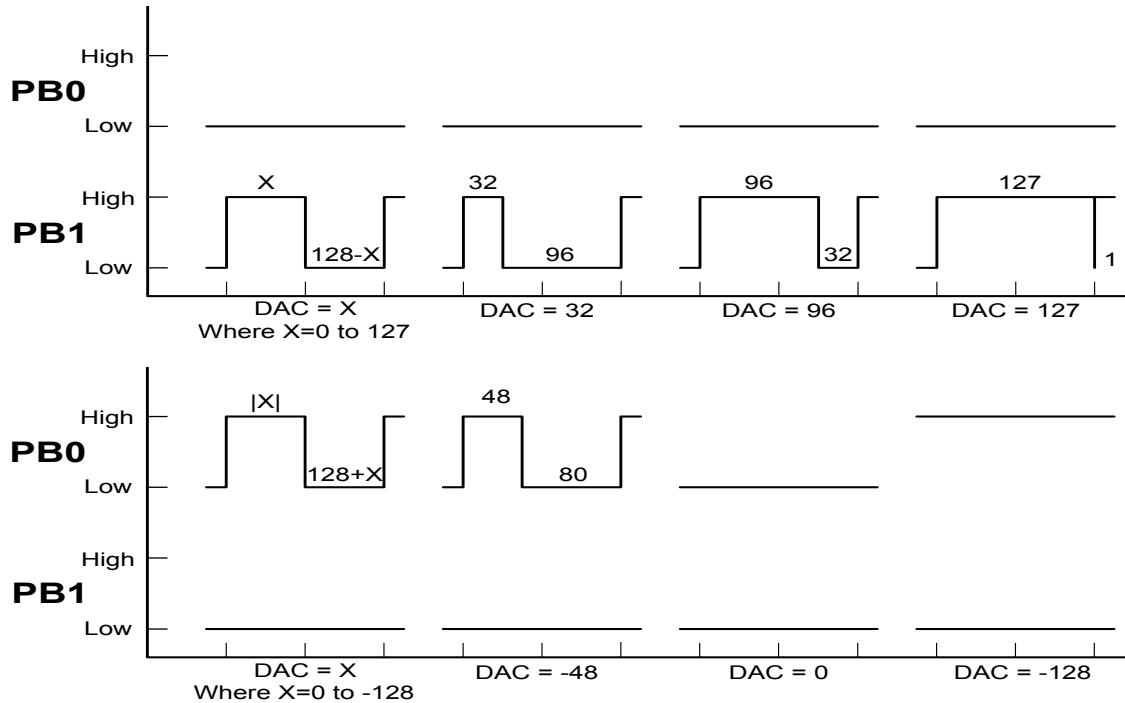 High
PB0
Low
X 32 96 127
High
PB1
128-X 96 32 1
Low
DAC = X DAC = 32 DAC = 96 DAC = 127
Where X=0 to 127
|X| 48
High
PB0
128+X 80
Low
High
PB1
Low
DAC = X DAC = -48 DAC = 0 DAC = -128
Where X=0 to -128